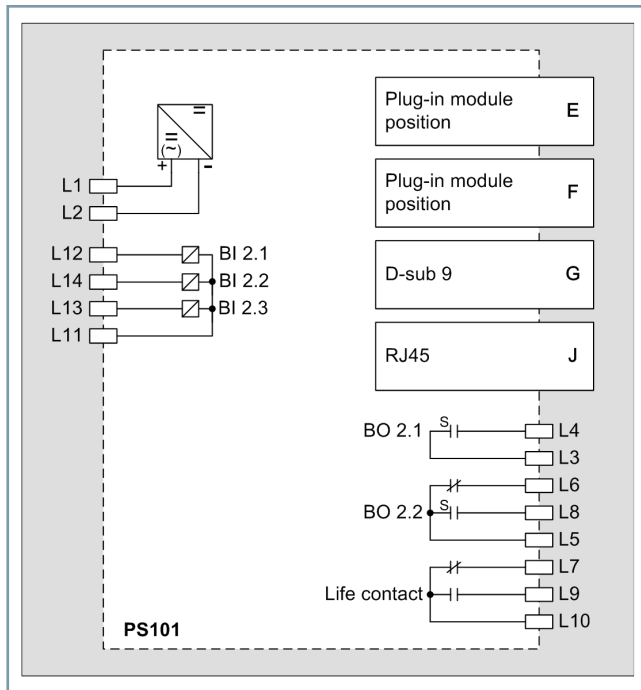 Plug-in module
position
E
=
=
(~)
+ -
Plug-in module
position
F
L1
L2
L12
BI 2.1
L14
BI 2.2
L13
BI 2.3
L11
D-sub 9
G
RJ45
J
BO 2.1
S
L4
L3
L6
BO 2.2
S
L8
L5
L7
Life contact
L9
L10
PS101